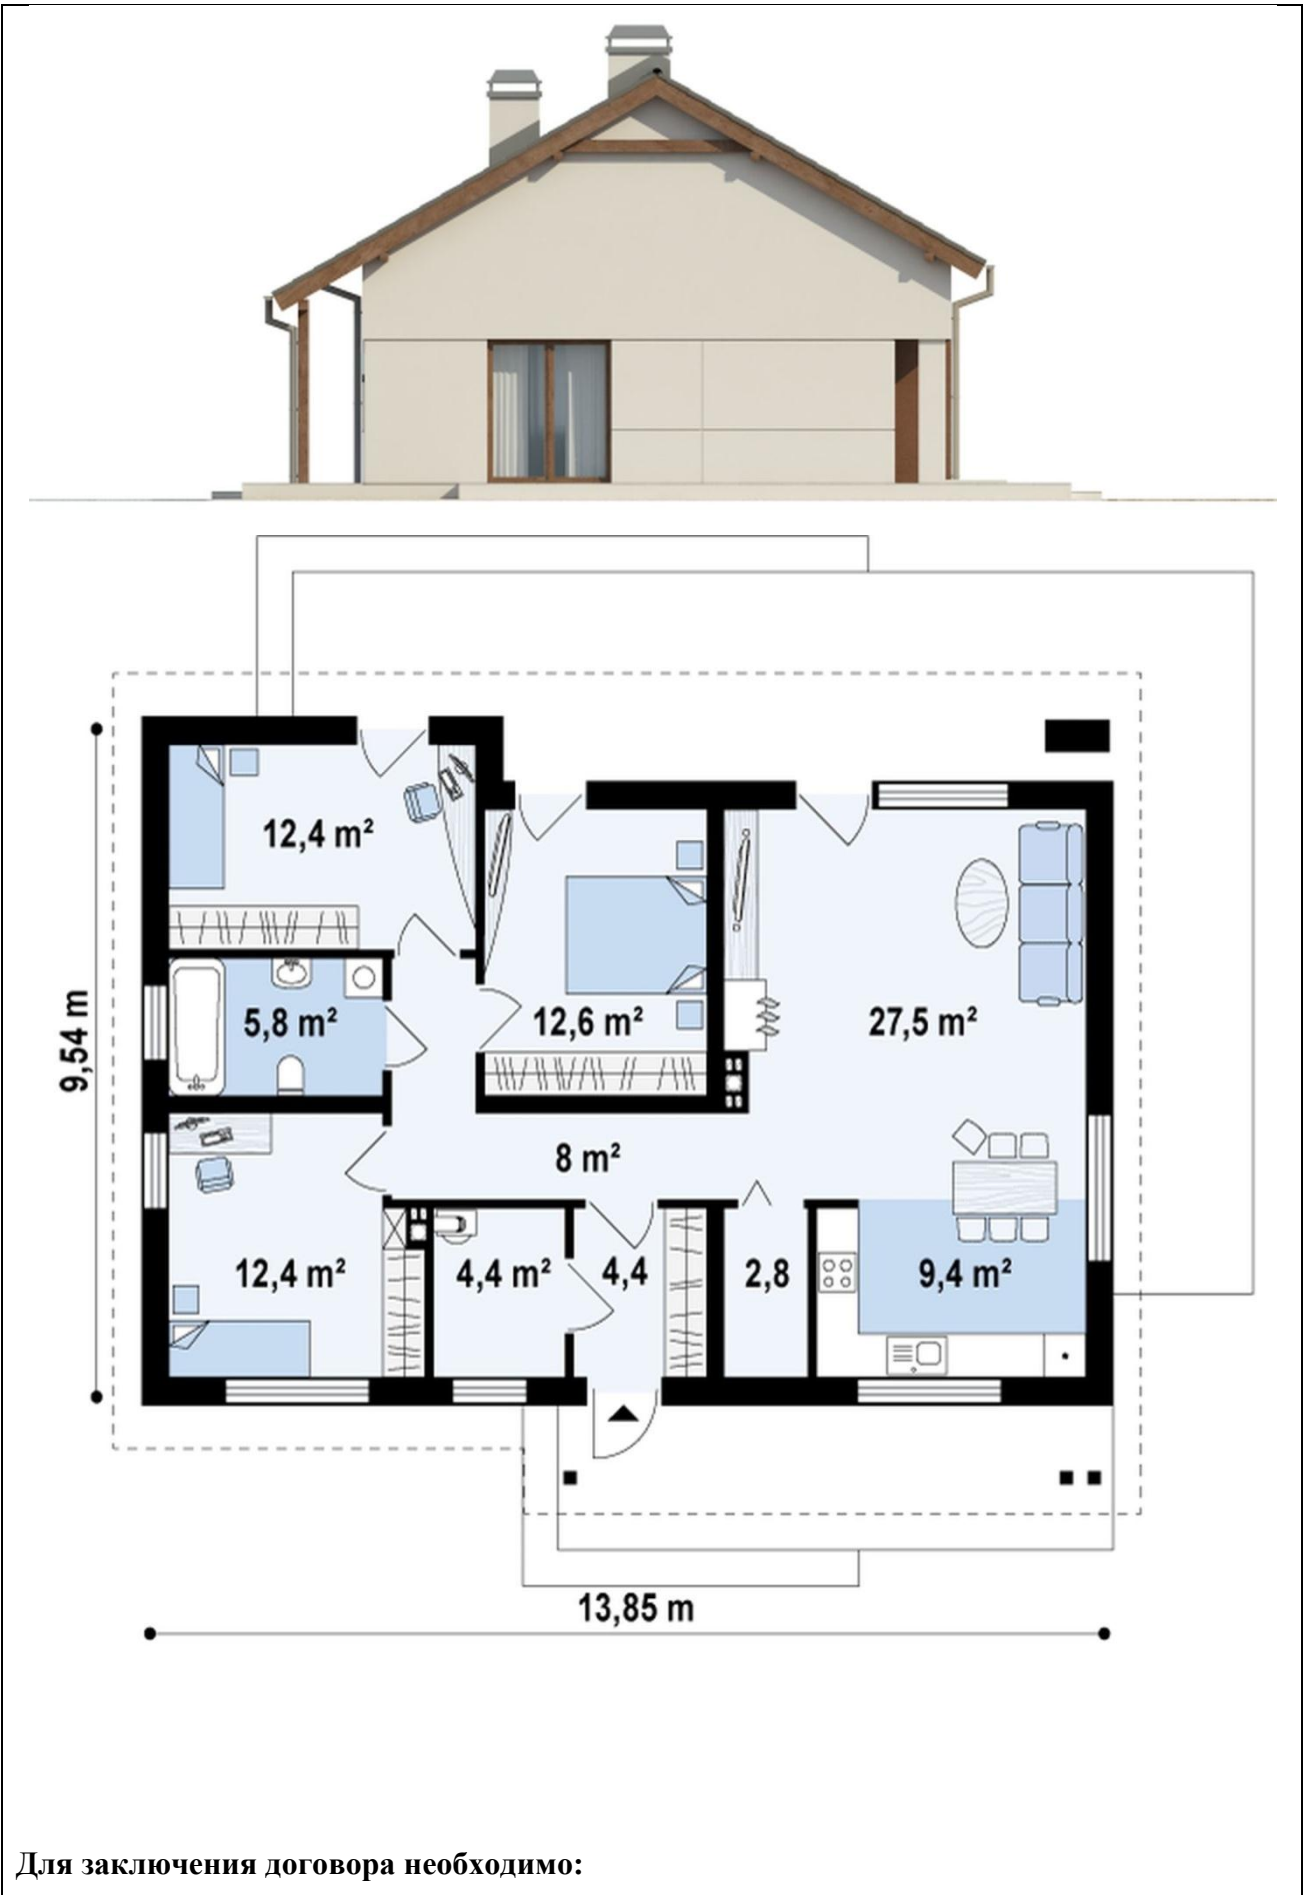 12,4 m²
5,8 m²
12,6 m²
27,5 m²
9,54 m
8 m²
12,4 m²
4,4 m²
4,4
2,8
9,4 m²
13,85 m
Для заключения договора необходимо: